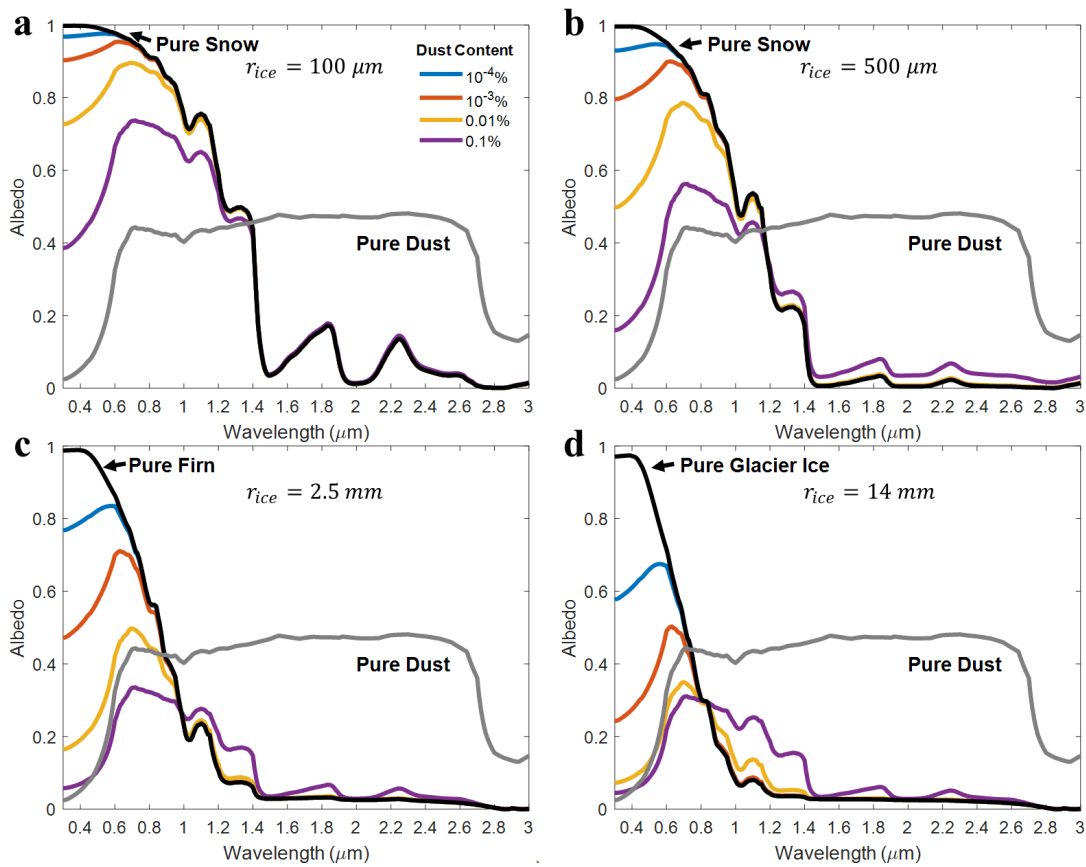 a
Pure Snow
r_ice = 100 μm
Dust Content
10⁻⁴%
10⁻³%
0.01%
0.1%
Pure Dust
Albedo
1
0.8
0.6
0.4
0.2
0
0.4 0.6 0.8 1 1.2 1.4 1.6 1.8 2 2.2 2.4 2.6 2.8 3
Wavelength (μm)
b
Pure Snow
r_ice = 500 μm
Pure Dust
Albedo
1
0.8
0.6
0.4
0.2
0
0.4 0.6 0.8 1 1.2 1.4 1.6 1.8 2 2.2 2.4 2.6 2.8 3
Wavelength (μm)
c
Pure Firn
r_ice = 2.5 mm
Pure Dust
Albedo
1
0.8
0.6
0.4
0.2
0
0.4 0.6 0.8 1 1.2 1.4 1.6 1.8 2 2.2 2.4 2.6 2.8 3
Wavelength (μm)
d
Pure Glacier Ice
r_ice = 14 mm
Pure Dust
Albedo
1
0.8
0.6
0.4
0.2
0
0.4 0.6 0.8 1 1.2 1.4 1.6 1.8 2 2.2 2.4 2.6 2.8 3
Wavelength (μm)